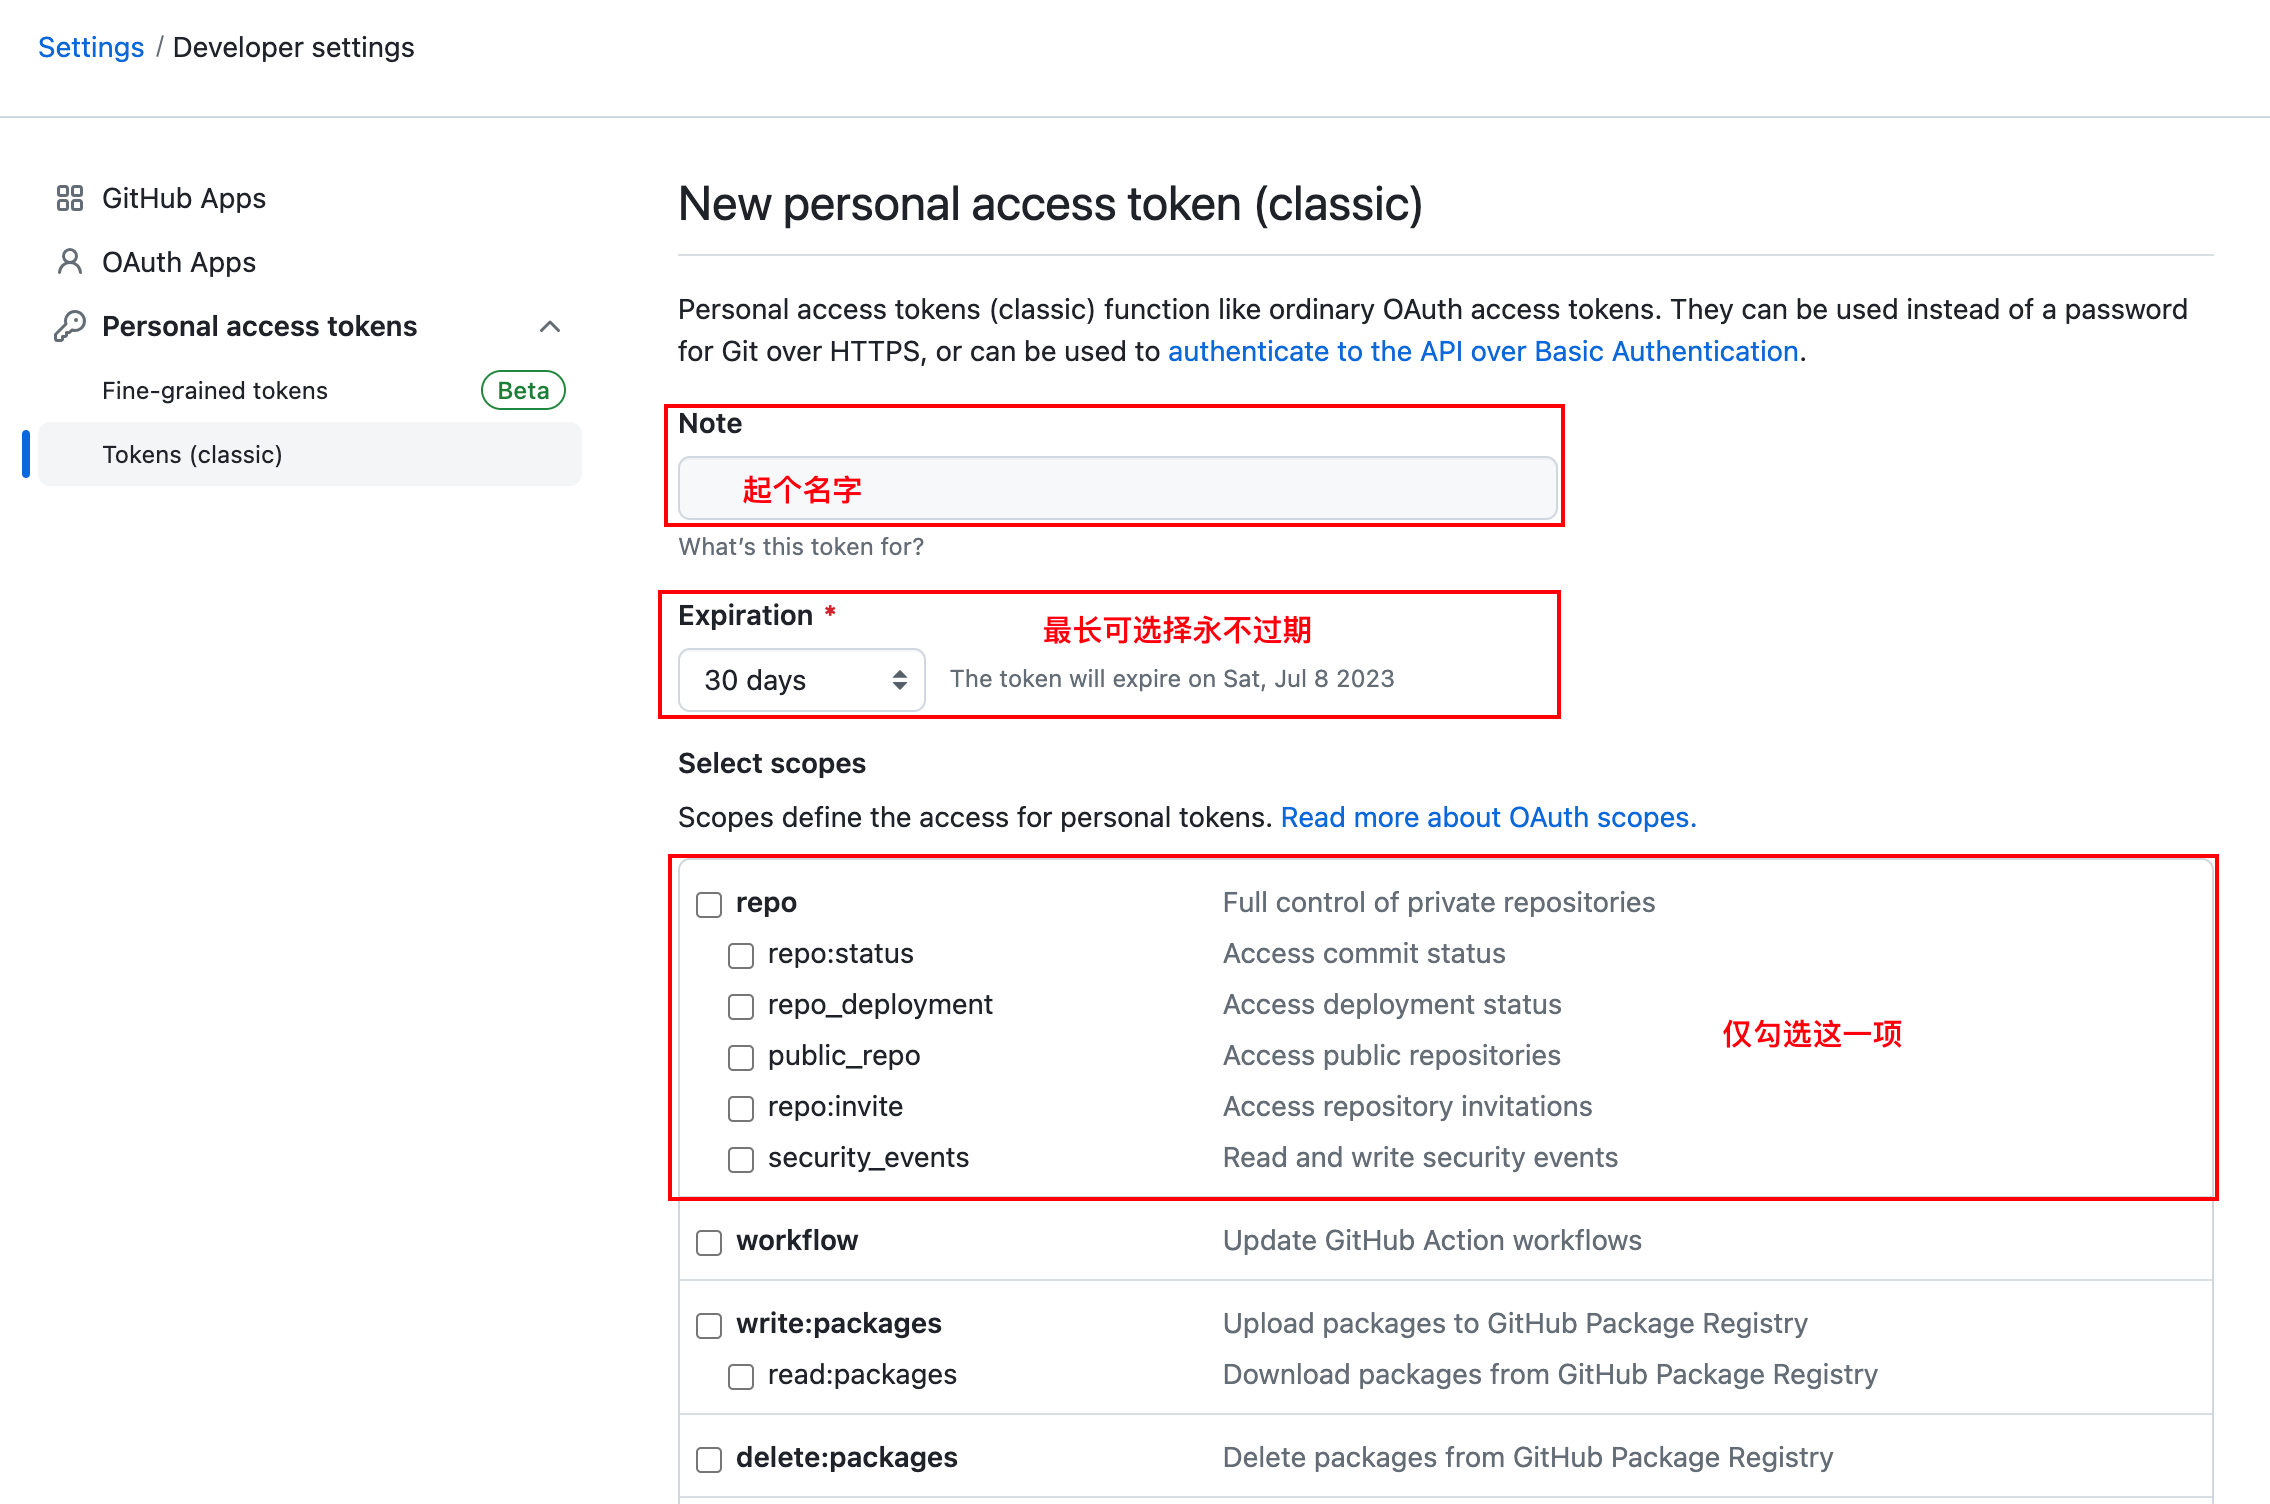 Settings / Developer settings
GitHub Apps
OAuth Apps
Personal access tokens
Fine-grained tokens Beta
Tokens (classic)
New personal access token (classic)
Personal access tokens (classic) function like ordinary OAuth access tokens. They can be used instead of a password
for Git over HTTPS, or can be used to authenticate to the API over Basic Authentication.
Note
起个名字
What's this token for?
Expiration *
最长可选择永不过期
30 days The token will expire on Sat, Jul 8 2023
Select scopes
Scopes define the access for personal tokens. Read more about OAuth scopes.
repo Full control of private repositories
repo:status Access commit status
repo_deployment Access deployment status
仅勾选这一项
public_repo Access public repositories
repo:invite Access repository invitations
security_events Read and write security events
workflow Update GitHub Action workflows
write:packages Upload packages to GitHub Package Registry
read:packages Download packages from GitHub Package Registry
delete:packages Delete packages from GitHub Package Registry